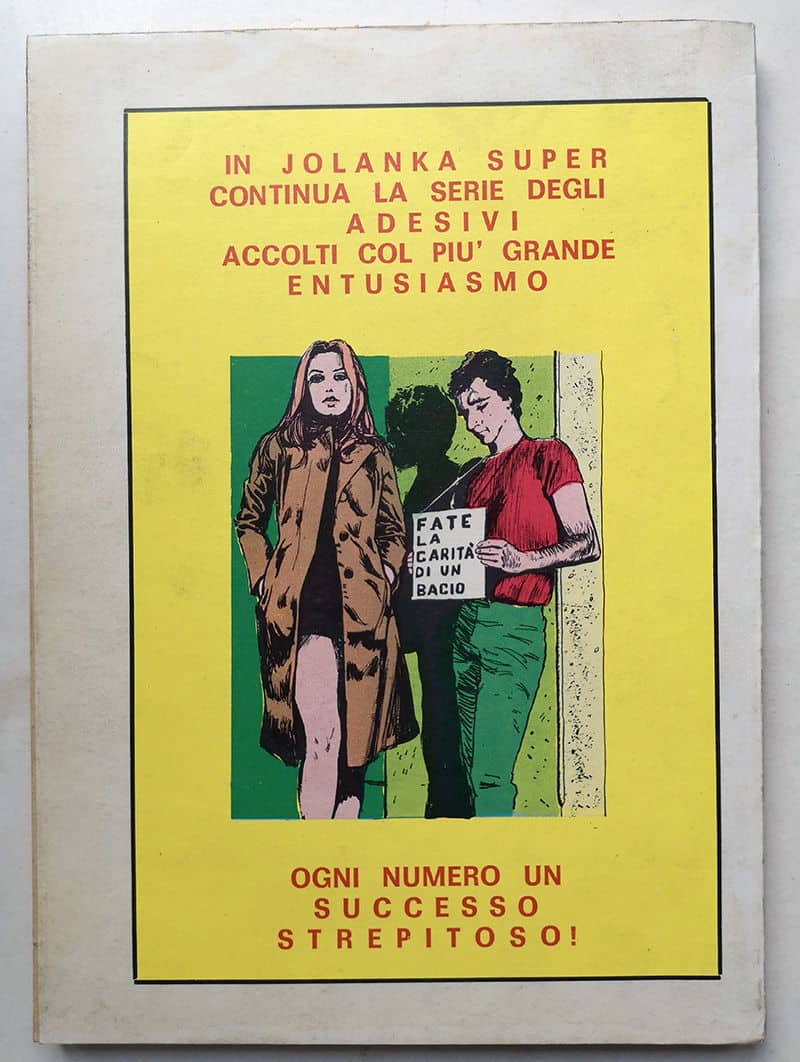 IN JOLANKA SUPER
CONTINUA LA SERIE DEGLI
ADESIVI
ACCOLTI COL PIU' GRANDE
ENTUSIASMO
FATE
LA
CARITÀ
DI UN
BACIO
OGNI NUMERO UN
SUCCESSO
STREPITOSO!